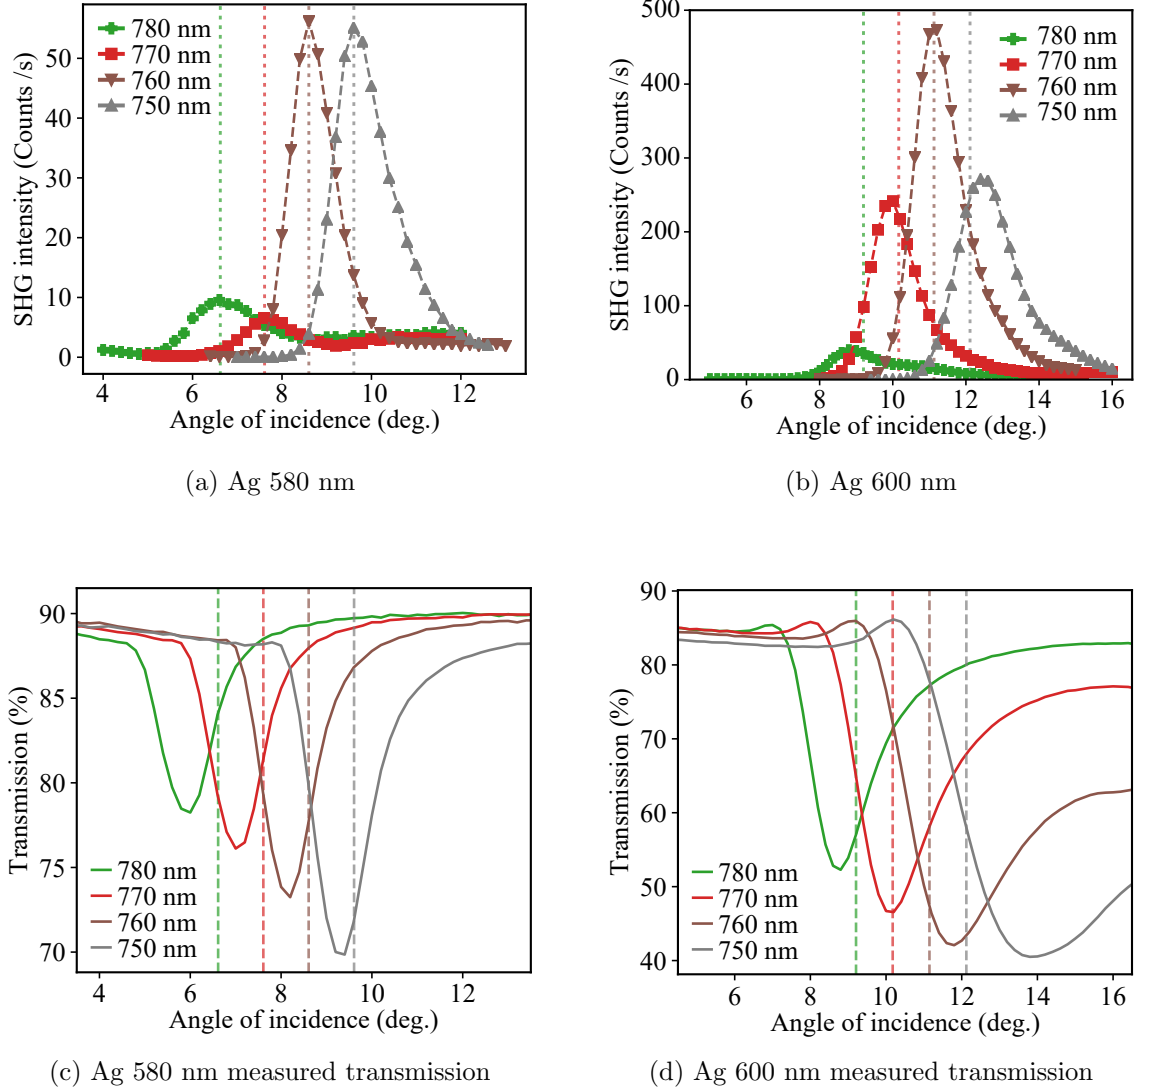 SHG intensity (Counts /s)
50
40
30
20
10
0
780 nm
770 nm
760 nm
750 nm
4 6 8 10 12
Angle of incidence (deg.)
(a) Ag 580 nm
SHG intensity (Counts /s)
500
400
300
200
100
0
780 nm
770 nm
760 nm
750 nm
6 8 10 12 14 16
Angle of incidence (deg.)
(b) Ag 600 nm
Transmission (%)
90
85
80
75
70
780 nm
770 nm
760 nm
750 nm
4 6 8 10 12
Angle of incidence (deg.)
(c) Ag 580 nm measured transmission
Transmission (%)
90
80
70
60
50
40
780 nm
770 nm
760 nm
750 nm
6 8 10 12 14 16
Angle of incidence (deg.)
(d) Ag 600 nm measured transmission